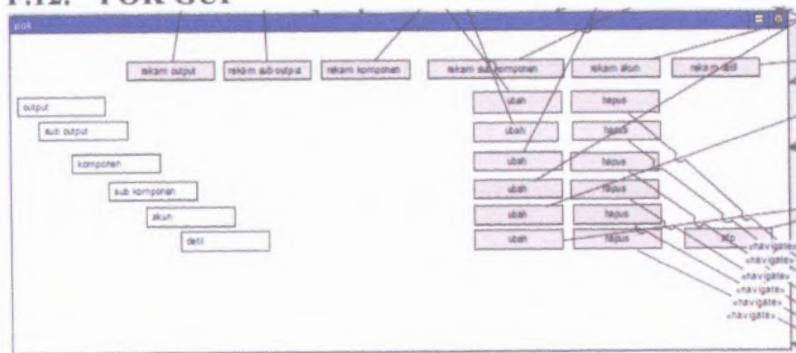 F.12. POK GUI
pok
rekam output rekam sub output rekam komponen rekam sub komponen rekam akun rekam detil
output ubah hapus
sub output ubah hapus
komponen ubah hapus
sub komponen ubah hapus
akun ubah hapus
detil ubah hapus
«navigate»
«navigate»
«navigate»
«navigate»
«navigate»
«navigate»